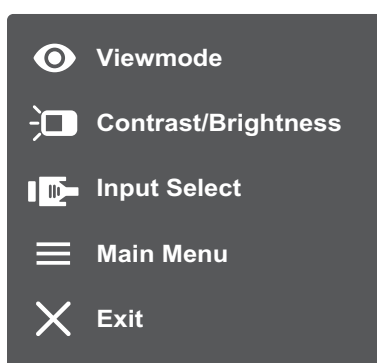 Viewmode
Contrast/Brightness
Input Select
Main Menu
Exit